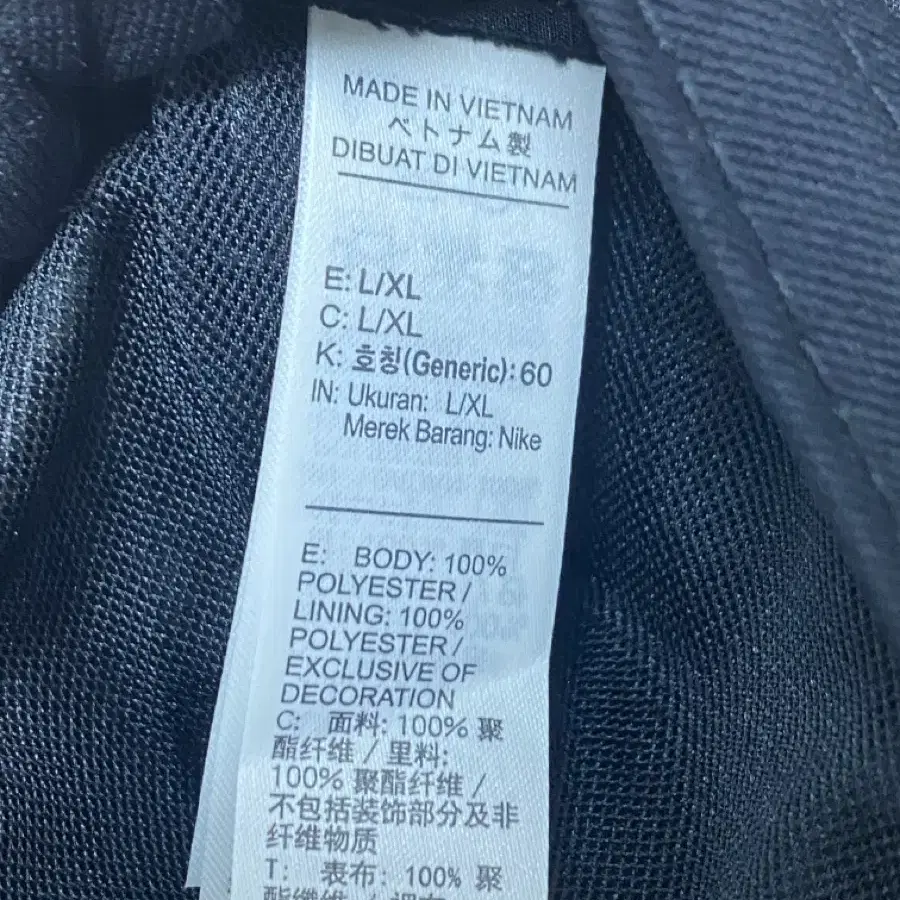 MADE IN VIETNAM
ベトナム製
DIBUAT DI VIETNAM
E: L/XL
C: L/XL
K: 호칭(Generic): 60
IN: Ukuran: L/XL
Merek Barang: Nike
E: BODY: 100%
POLYESTER /
LINING: 100%
POLYESTER /
EXCLUSIVE OF
DECORATION
C: 面料: 100% 聚
酯纤维 / 里料:
100% 聚酯纤维 /
不包括装饰部分及非
纤维物质
T: 表布: 100% 聚